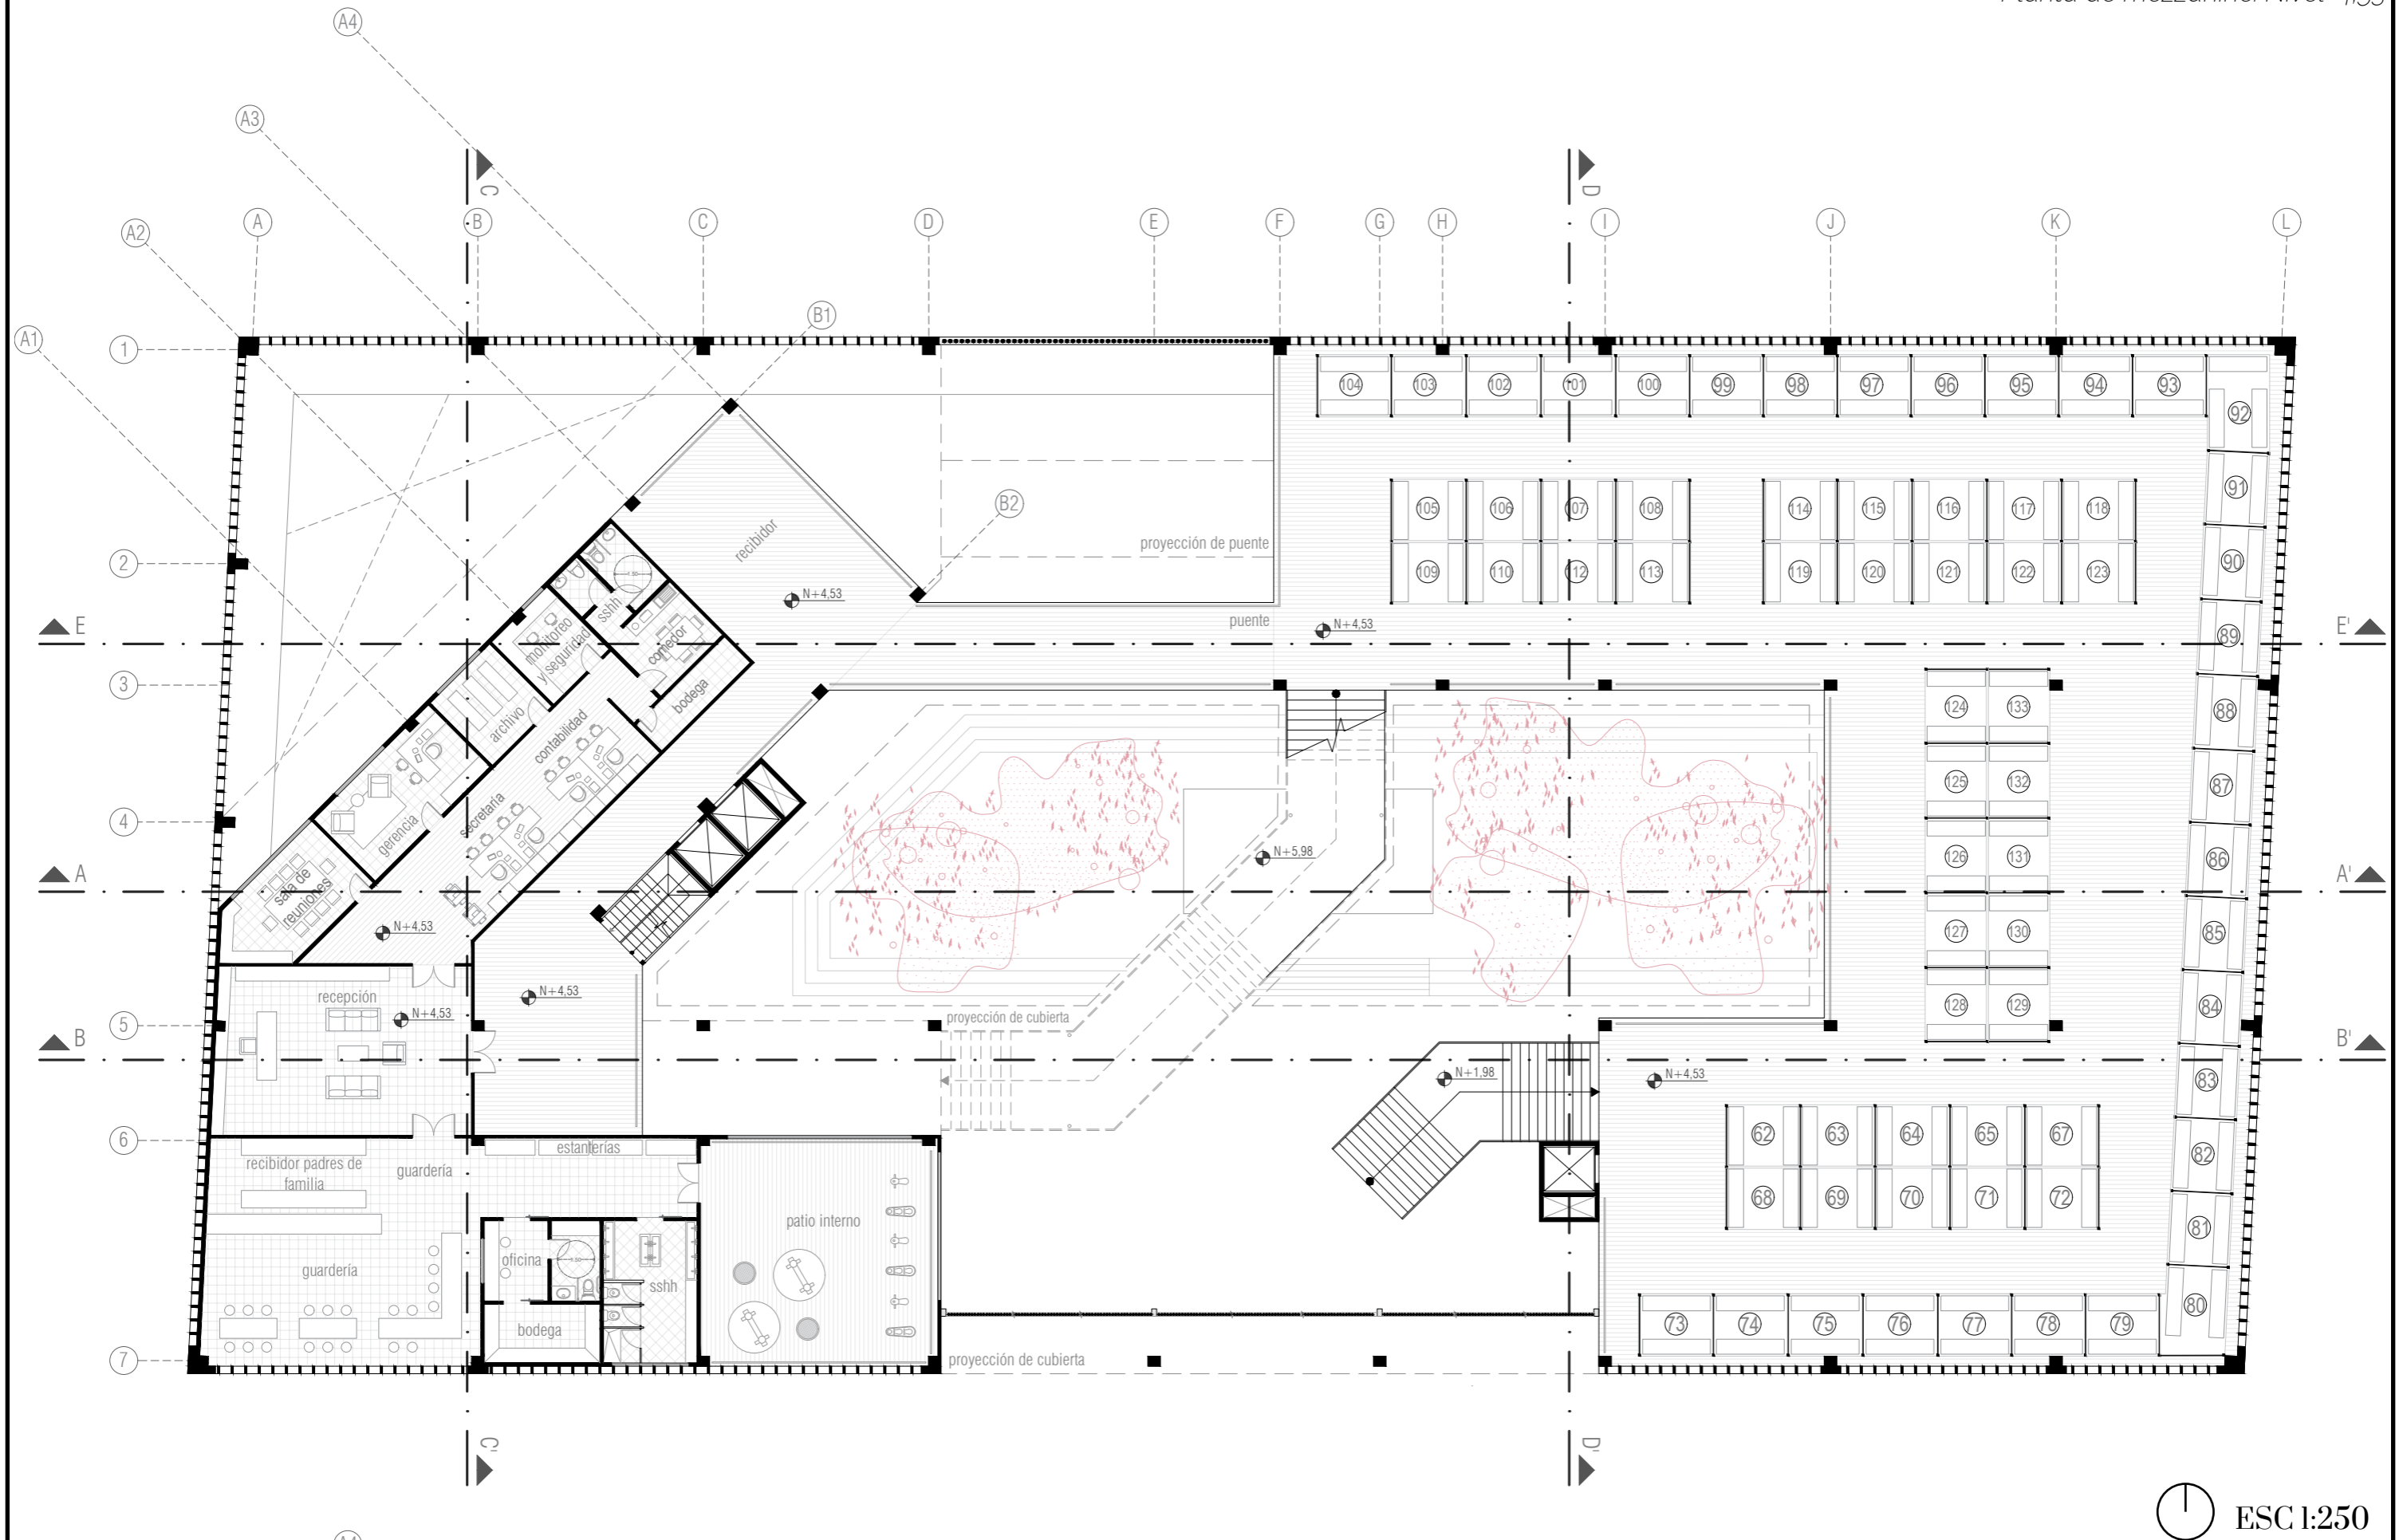 A4
A3
A2
A1
A
B
C
D
E
F
G
H
I
J
K
L
C
D
B1
B2
1
2
3
4
5
6
7
E
E'
A
A'
B
B'
104
103
102
101
100
99
98
97
96
95
94
93
92
91
90
89
88
87
86
85
84
83
82
81
80
105
106
107
108
109
110
112
113
114
115
116
117
118
119
120
121
122
123
124
133
125
132
126
131
127
130
128
129
62
63
64
65
67
68
69
70
71
72
73
74
75
76
77
78
79
recibidor
N+4,53
proyección de puente
puente
N+4,53
sshh
comedor
monitoreo
y seguridad
bodega
archivo
contabilidad
secretaria
gerencia
sala de
reuniones
N+4,53
N+5,98
recepción
N+4,53
N+4,53
proyección de cubierta
N+1,98
N+4,53
estanterías
recibidor padres de
familia
guardería
patio interno
oficina
sshh
guardería
bodega
proyección de cubierta
C'
D'
ESC 1:250